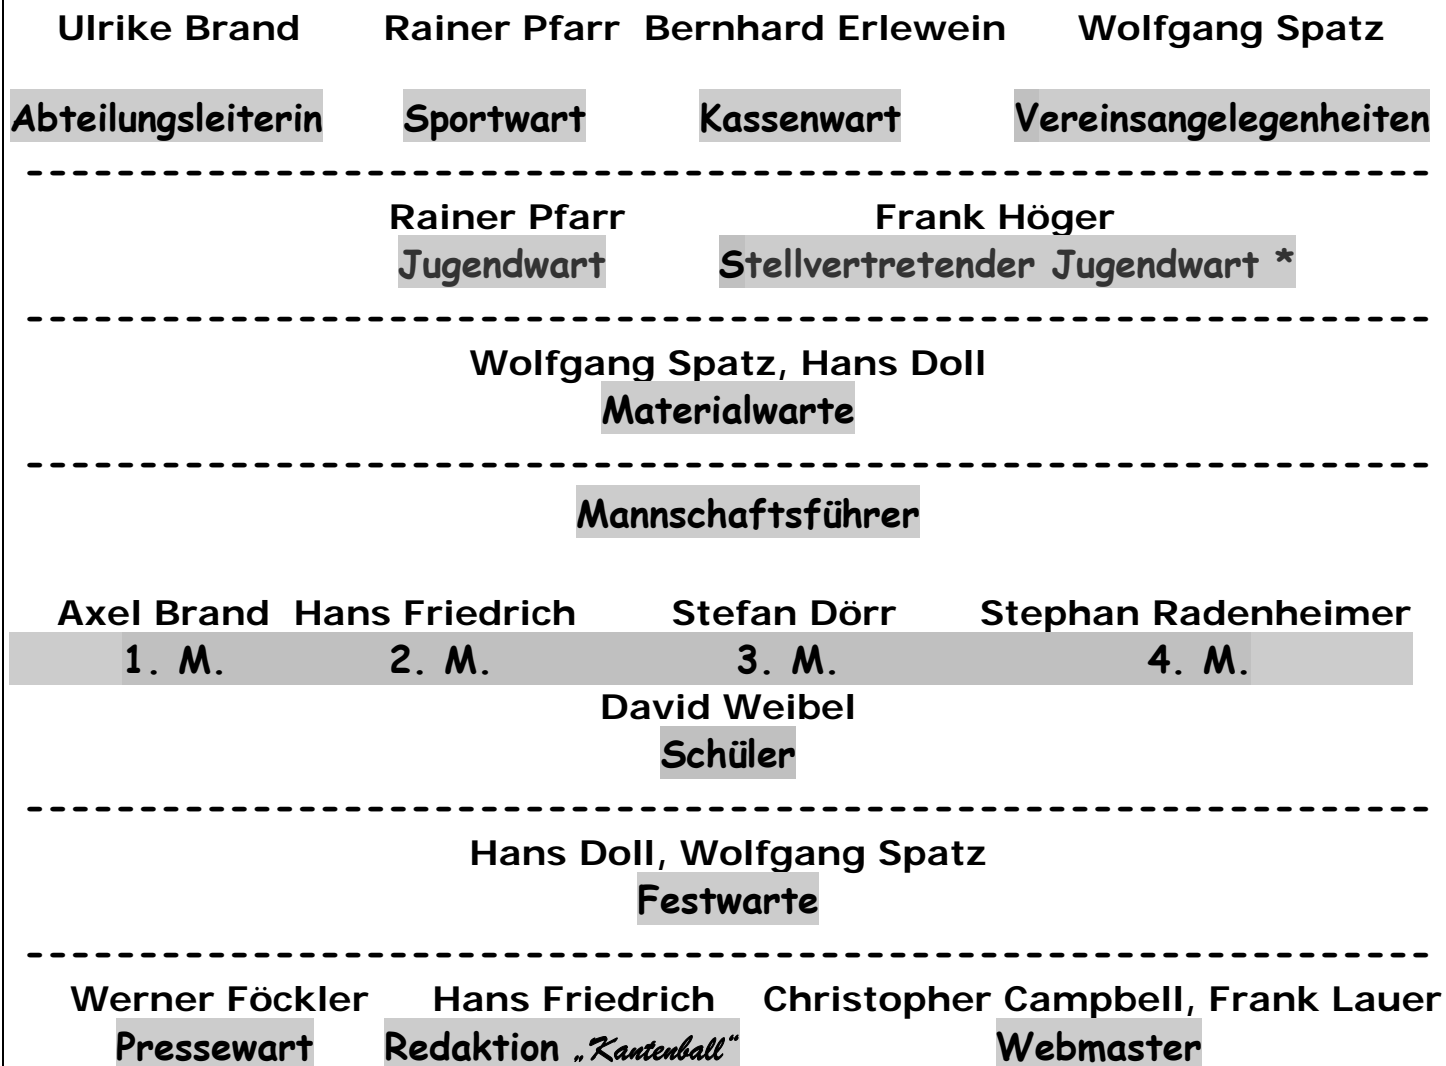 Ulrike Brand Rainer Pfarr Bernhard Erlewein Wolfgang Spatz
Abteilungsleiterin Sportwart Kassenwart Vereinsangelegenheiten
Rainer Pfarr Frank Höger
Jugendwart Stellvertretender Jugendwart *
Wolfgang Spatz, Hans Doll
Materialwarte
Mannschaftsführer
Axel Brand Hans Friedrich Stefan Dörr Stephan Radenheimer
1. M. 2. M. 3. M. 4. M.
David Weibel
Schüler
Hans Doll, Wolfgang Spatz
Festwarte
Werner Föckler Hans Friedrich Christopher Campbell, Frank Lauer
Pressewart Redaktion „Kantenball“ Webmaster